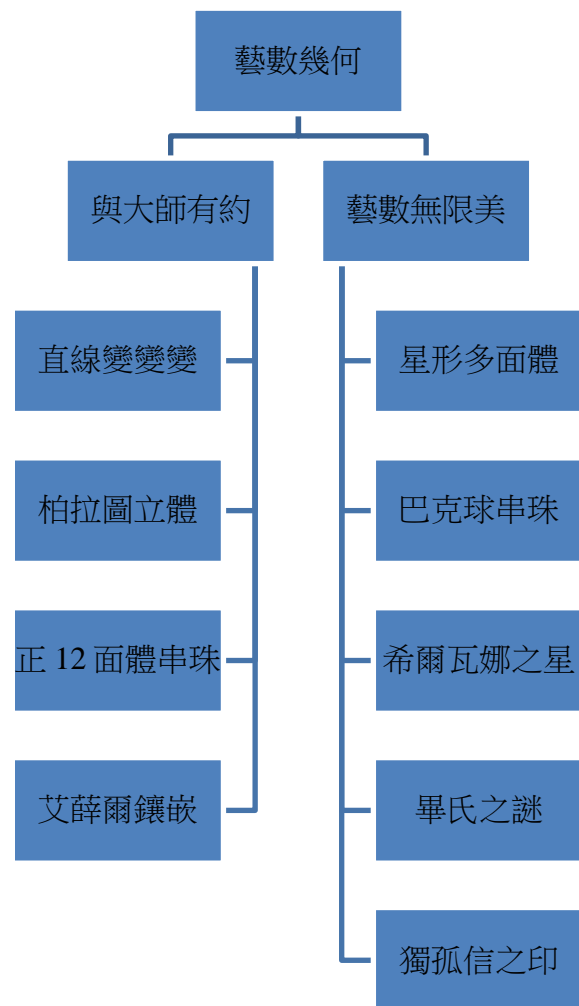 藝數幾何
與大師有約
藝數無限美
直線變變變
星形多面體
柏拉圖立體
巴克球串珠
正 12 面體串珠
希爾瓦娜之星
艾薛爾鑲嵌
畢氏之謎
獨孤信之印